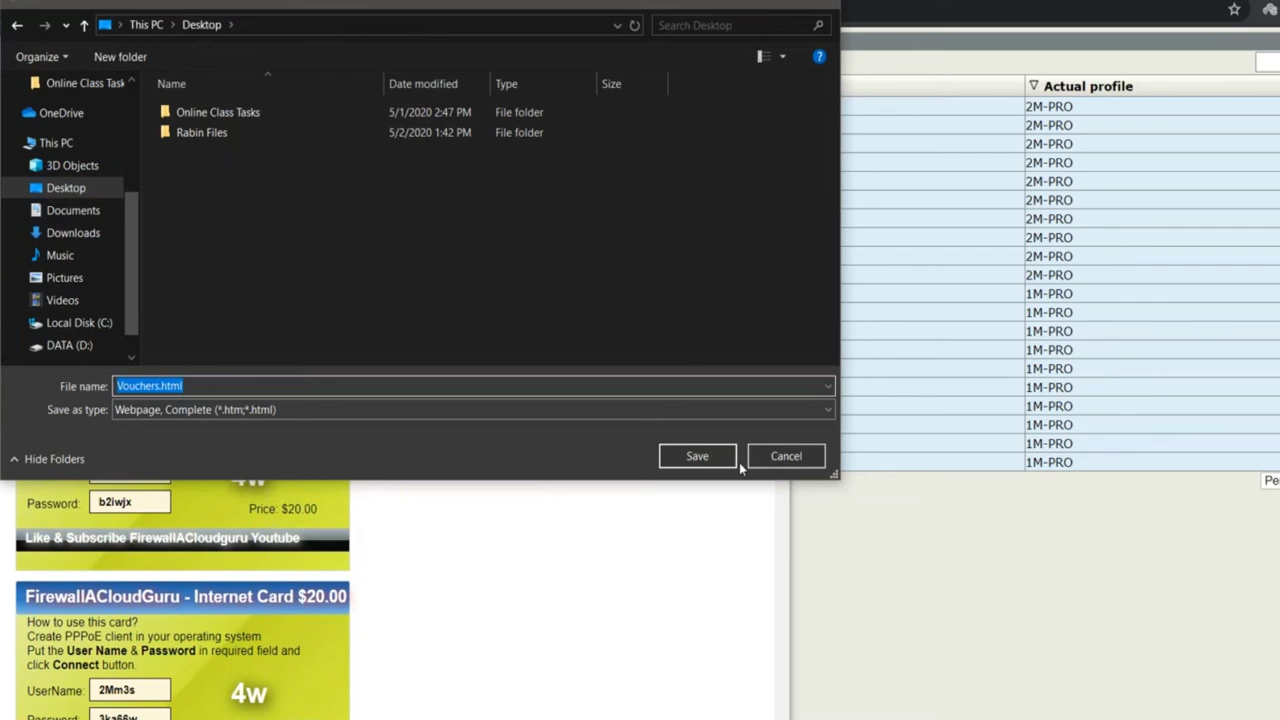 This PC
Desktop
Search Desktop
Organize
New folder
Name
Date modified
Type
Size
Online Class Task
OneDrive
This PC
3D Objects
Desktop
Documents
Downloads
Music
Pictures
Videos
Local Disk (C:)
DATA (D:)
Online Class Tasks 5/1/2020 2:47 PM File folder
Rabin Files 5/2/2020 1:42 PM File folder
File name: Vouchers.html
Save as type: Webpage, Complete (*.htm;*.html)
Hide Folders
Save
Cancel
Actual profile
2M-PRO
2M-PRO
2M-PRO
2M-PRO
2M-PRO
2M-PRO
2M-PRO
2M-PRO
2M-PRO
2M-PRO
1M-PRO
1M-PRO
1M-PRO
1M-PRO
1M-PRO
1M-PRO
1M-PRO
1M-PRO
1M-PRO
1M-PRO
Pe
4w
Password: b2iwjx
Price: $20.00
Like & Subscribe FirewallACloudguru Youtube
FirewallACloudGuru - Internet Card $20.00
How to use this card?
Create PPPoE client in your operating system
Put the User Name & Password in required field and
click Connect button.
UserName: 2Mm3s
4w
Password: 3ka66w